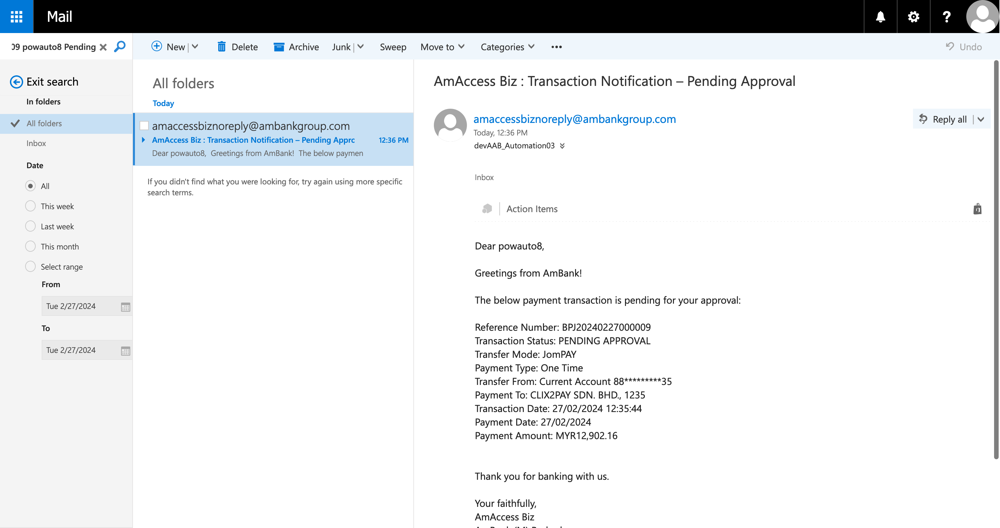 Mail
09 powauto8 Pending
New
Delete
Archive
Junk
Sweep
Move to
Categories
Undo
Exit search
In folders
All folders
Inbox
Date
All
This week
Last week
This month
Select range
From
Tue 2/27/2024
To
Tue 2/27/2024
All folders
Today
amaccessbiznoreply@ambankgroup.com
AmAccess Biz : Transaction Notification – Pending Appro 12:36 PM
Dear powauto8, Greetings from AmBank! The below paymen
If you didn't find what you were looking for, try again using more specific
search terms.
AmAccess Biz : Transaction Notification – Pending Approval
amaccessbiznoreply@ambankgroup.com
Reply all
Today, 12:36 PM
devAAB_Automation03
Inbox
Action Items
Dear powauto8,
Greetings from AmBank!
The below payment transaction is pending for your approval:
Reference Number: BPJ20240227000009
Transaction Status: PENDING APPROVAL
Transfer Mode: JomPAY
Payment Type: One Time
Transfer From: Current Account 88*********35
Payment To: CLIX2PAY SDN. BHD., 1235
Transaction Date: 27/02/2024 12:35:44
Payment Date: 27/02/2024
Payment Amount: MYR12,902.16
Thank you for banking with us.
Your faithfully,
AmAccess Biz